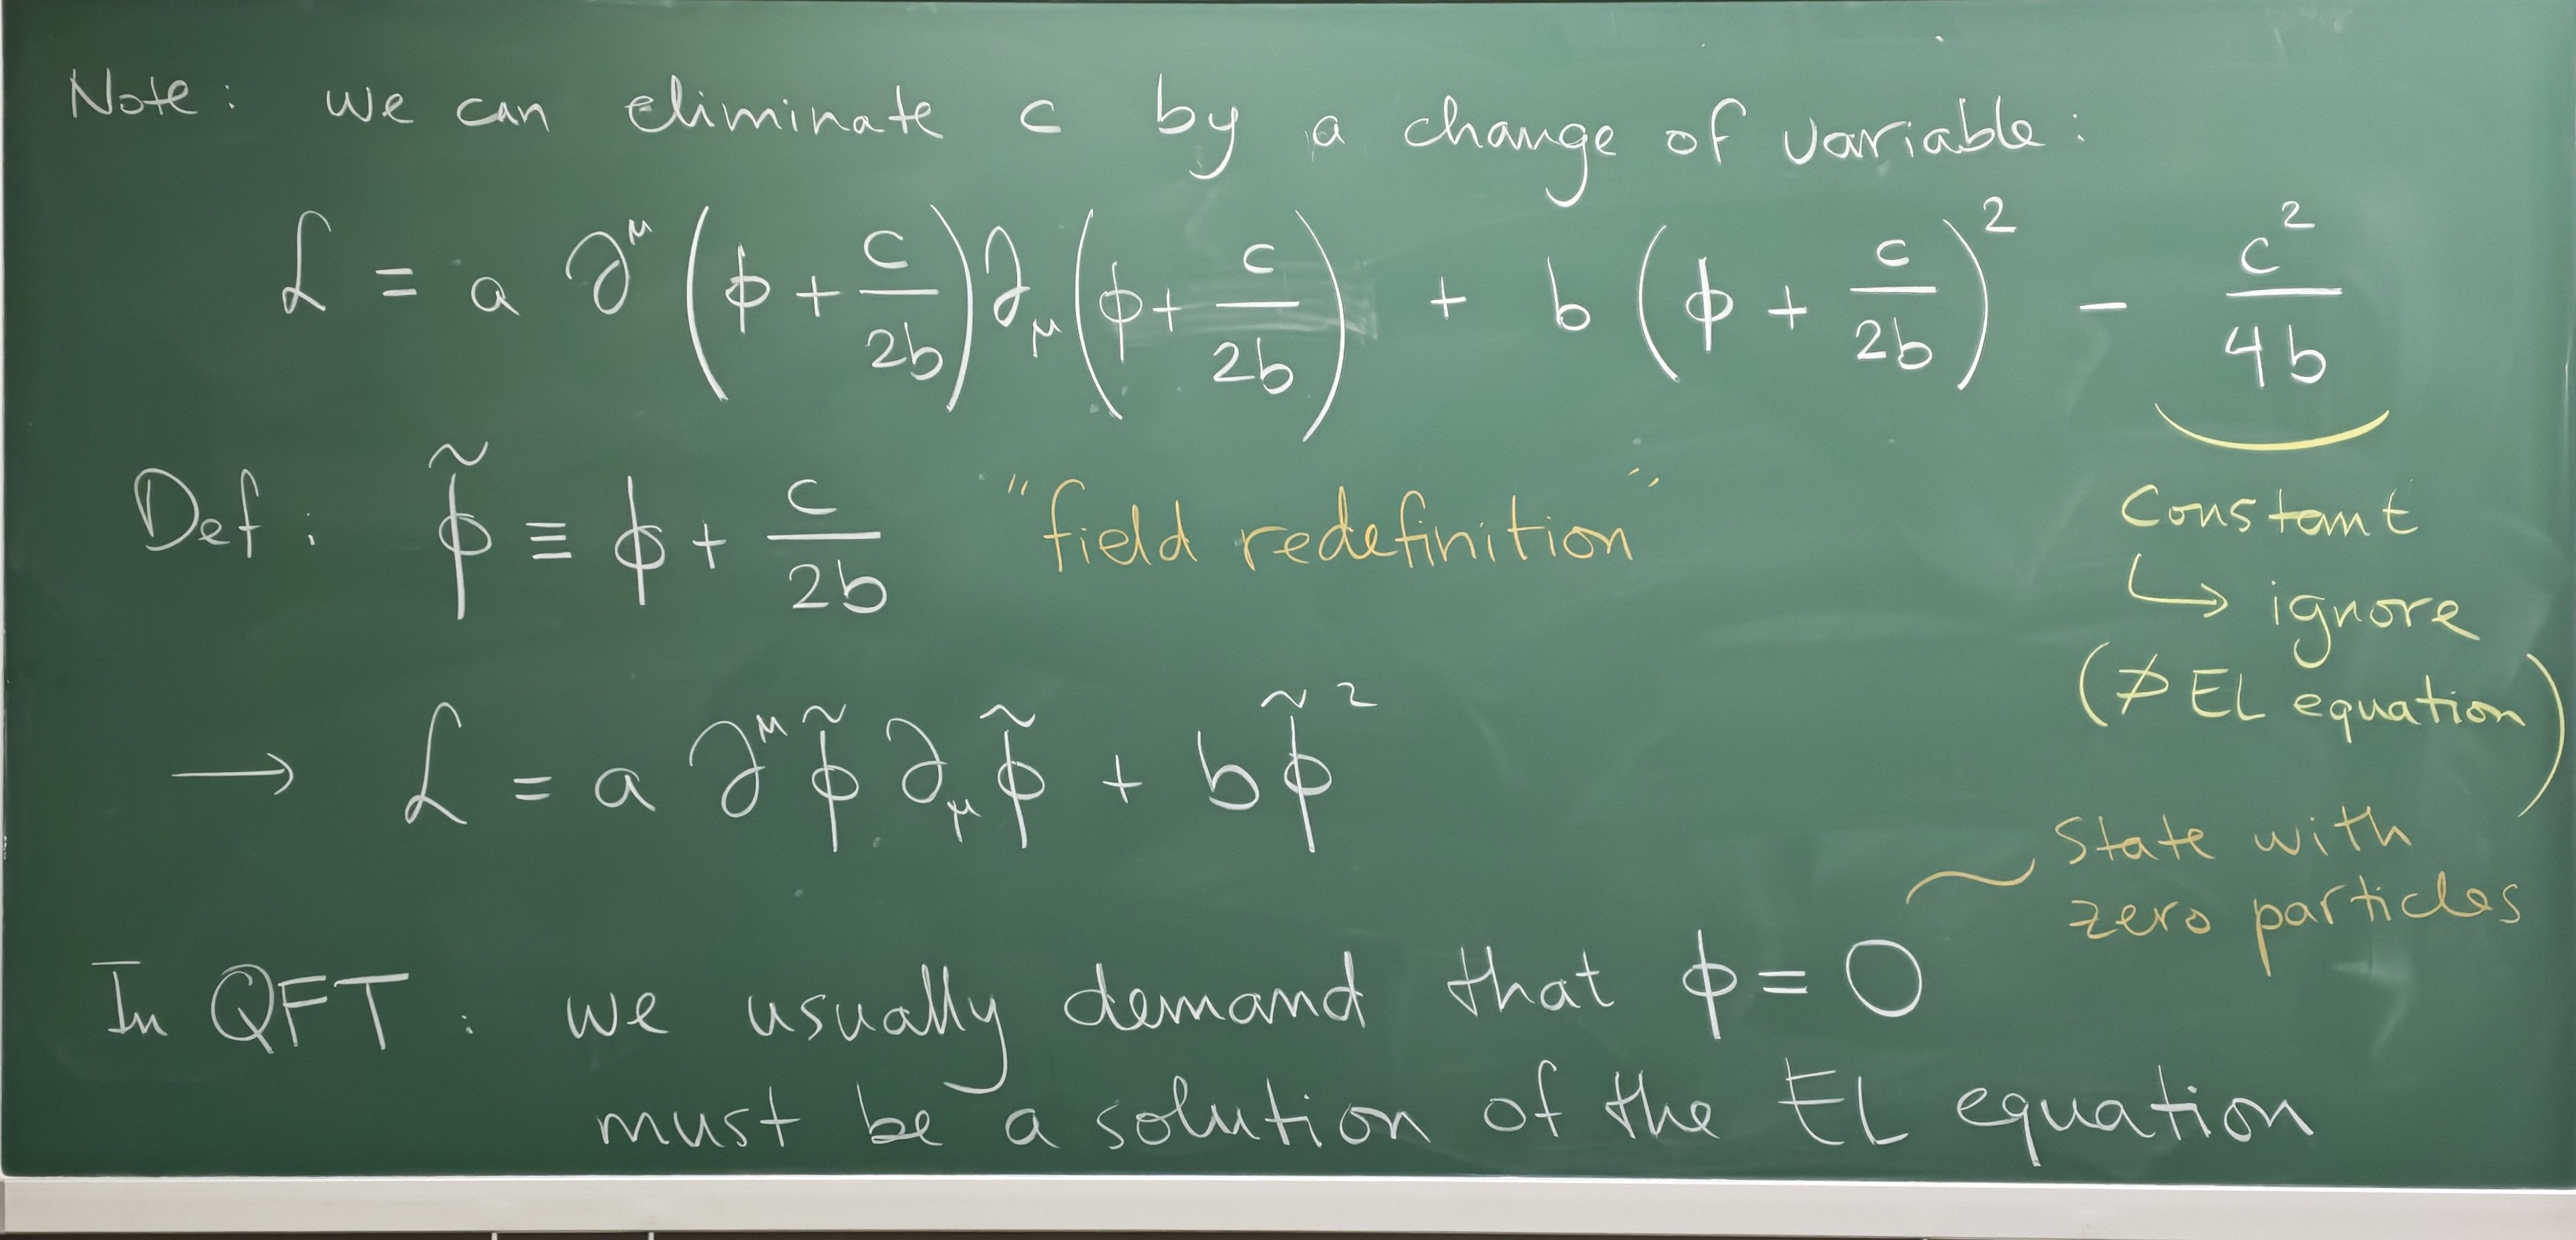 Note: we can eliminate c by a change of variable:
ℒ = a ∂^μ (ϕ + c/2b) ∂_μ (ϕ + c/2b) + b (ϕ + c/2b)² − c²/4b
Def: ϕ̃ ≡ ϕ + c/2b "field redefinition"
Constant
↳ ignore
(∌ EL equation)
⟶ ℒ = a ∂^μ ϕ̃ ∂_μ ϕ̃ + b ϕ̃²
State with
zero particles
In QFT: we usually demand that ϕ = 0
must be a solution of the EL equation